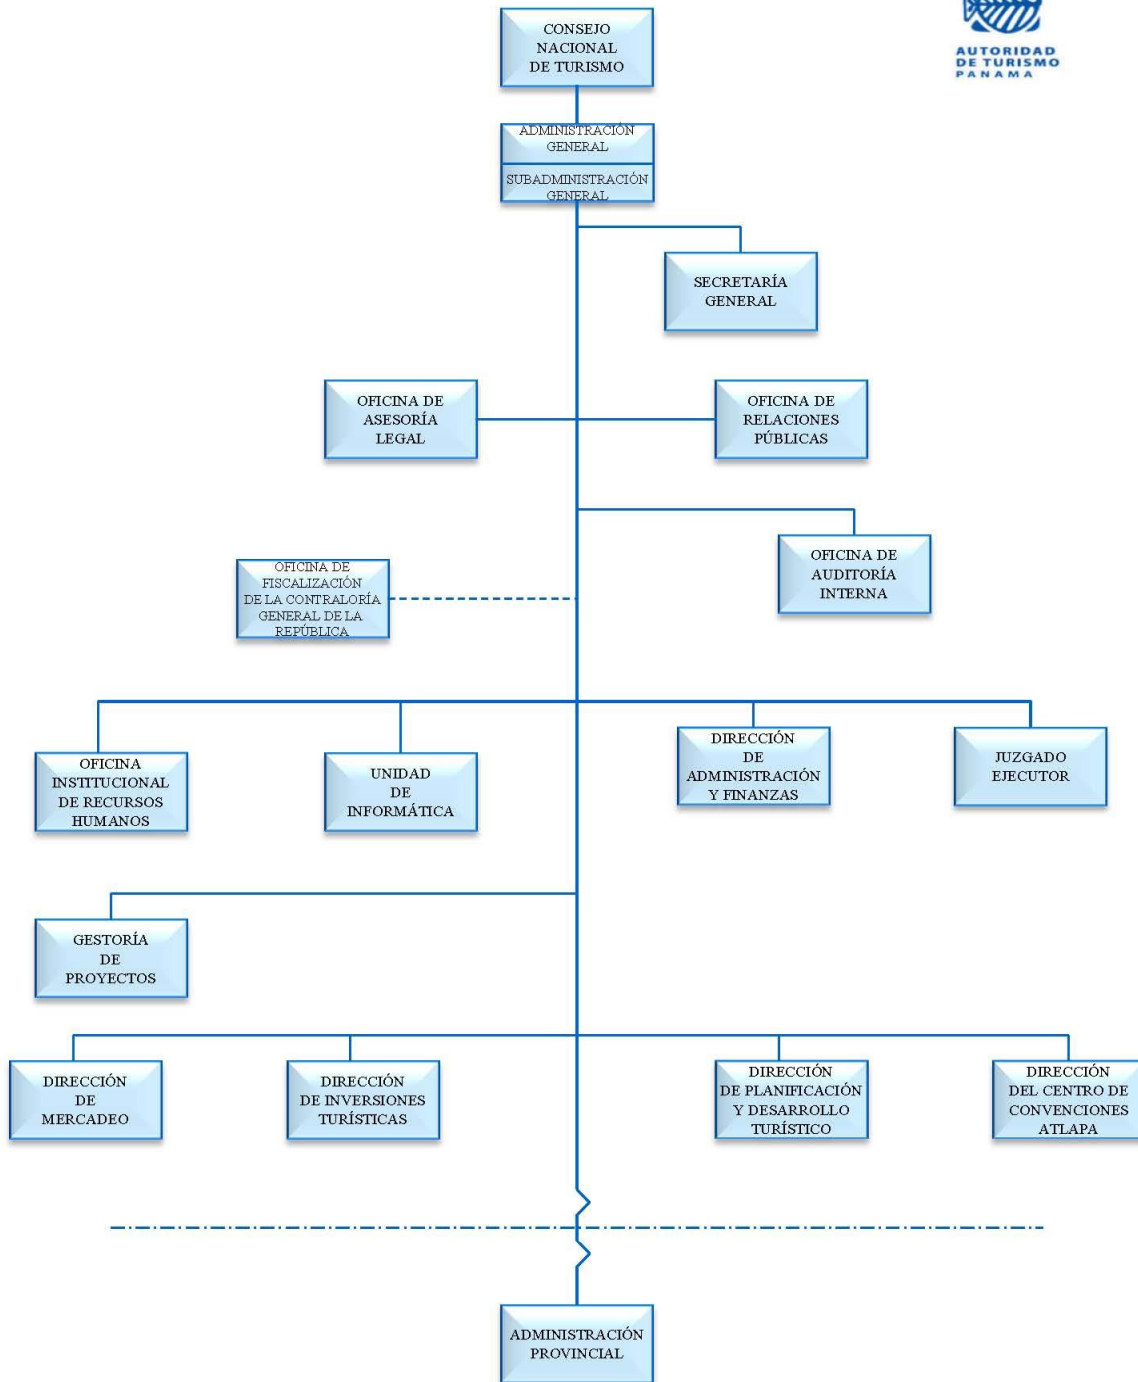 CONSEJO
NACIONAL
DE TURISMO
AUTORIDAD
DE TURISMO
PANAMA
ADMINISTRACIÓN
GENERAL
SUBADMINISTRACIÓN
GENERAL
SECRETARÍA
GENERAL
OFICINA DE
ASESORÍA
LEGAL
OFICINA DE
RELACIONES
PÚBLICAS
OFICINA DE
AUDITORÍA
INTERNA
OFICINA DE
FISCALIZACIÓN
DE LA CONTRALORÍA
GENERAL DE LA
REPÚBLICA
OFICINA
INSTITUCIONAL
DE RECURSOS
HUMANOS
UNIDAD
DE
INFORMÁTICA
DIRECCIÓN
DE
ADMINISTRACIÓN
Y FINANZAS
JUZGADO
EJECUTOR
GESTORÍA
DE
PROYECTOS
DIRECCIÓN
DE
MERCADEO
DIRECCIÓN
DE INVERSIONES
TURÍSTICAS
DIRECCIÓN
DE PLANIFICACIÓN
Y DESARROLLO
TURÍSTICO
DIRECCIÓN
DEL CENTRO DE
CONVENCIONES
ATLAPA
ADMINISTRACIÓN
PROVINCIAL